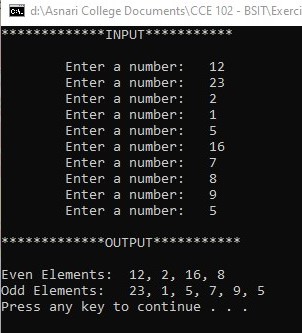 d:\Asnari College Documents\CCE 102 - BSIT\Exerci
*************INPUT***********
Enter a number: 12
Enter a number: 23
Enter a number: 2
Enter a number: 1
Enter a number: 5
Enter a number: 16
Enter a number: 7
Enter a number: 8
Enter a number: 9
Enter a number: 5
*************OUTPUT***********
Even Elements: 12, 2, 16, 8
Odd Elements: 23, 1, 5, 7, 9, 5
Press any key to continue . . .